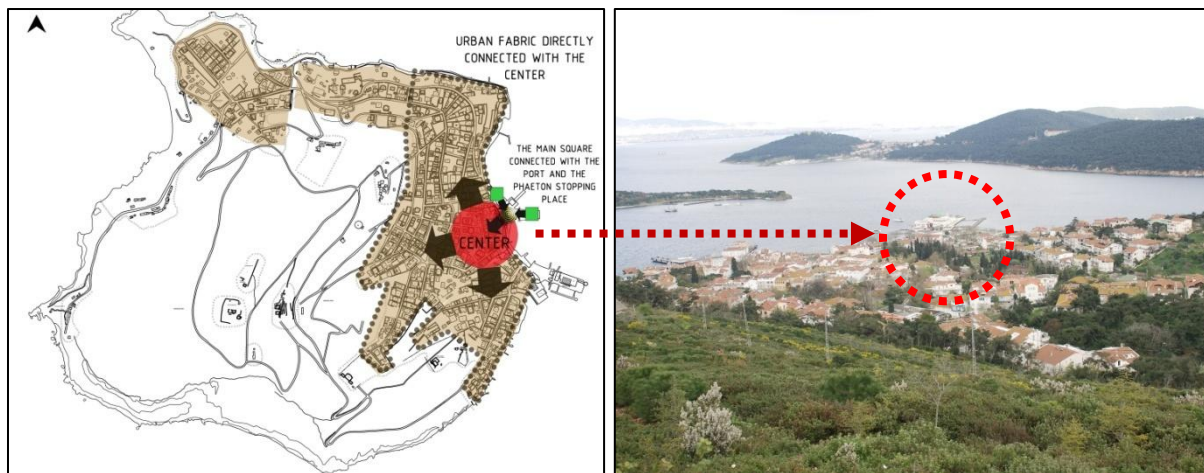 URBAN FABRIC DIRECTLY
CONNECTED WITH THE
CENTER
THE MAIN SQUARE
CONNECTED WITH THE
PORT AND THE
PHAETON STOPPING
PLACE
CENTER